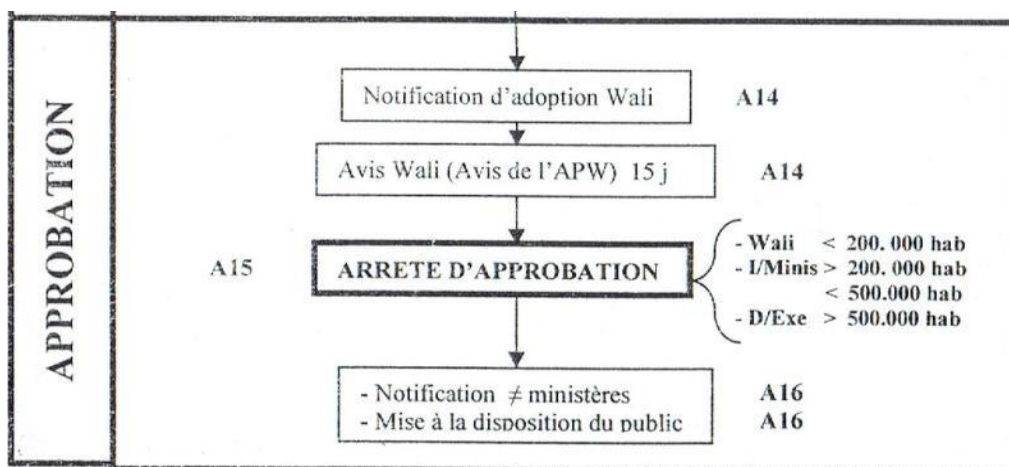 APPROBATION
Notification d'adoption Wali A14
Avis Wali (Avis de l'APW) 15 j A14
A15 ARRETE D'APPROBATION
- Wali < 200. 000 hab
- I/Minis > 200. 000 hab
< 500.000 hab
- D/Exe > 500.000 hab
- Notification ≠ ministères A16
- Mise à la disposition du public A16